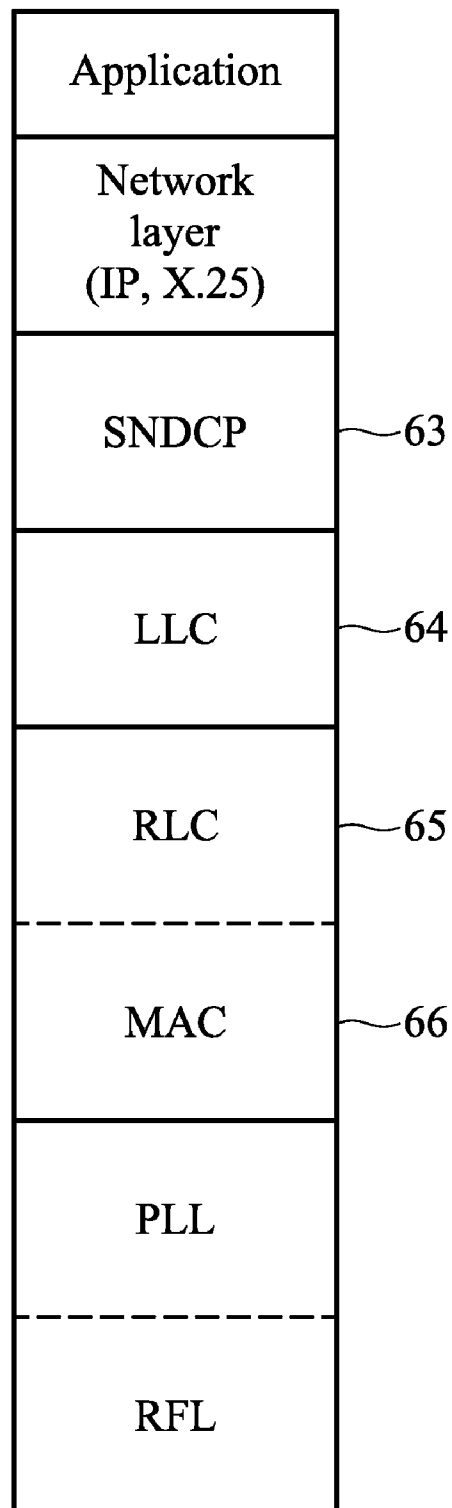 Application
Network
layer
(IP, X.25)
SNDCP
63
LLC
64
RLC
65
MAC
66
PLL
RFL